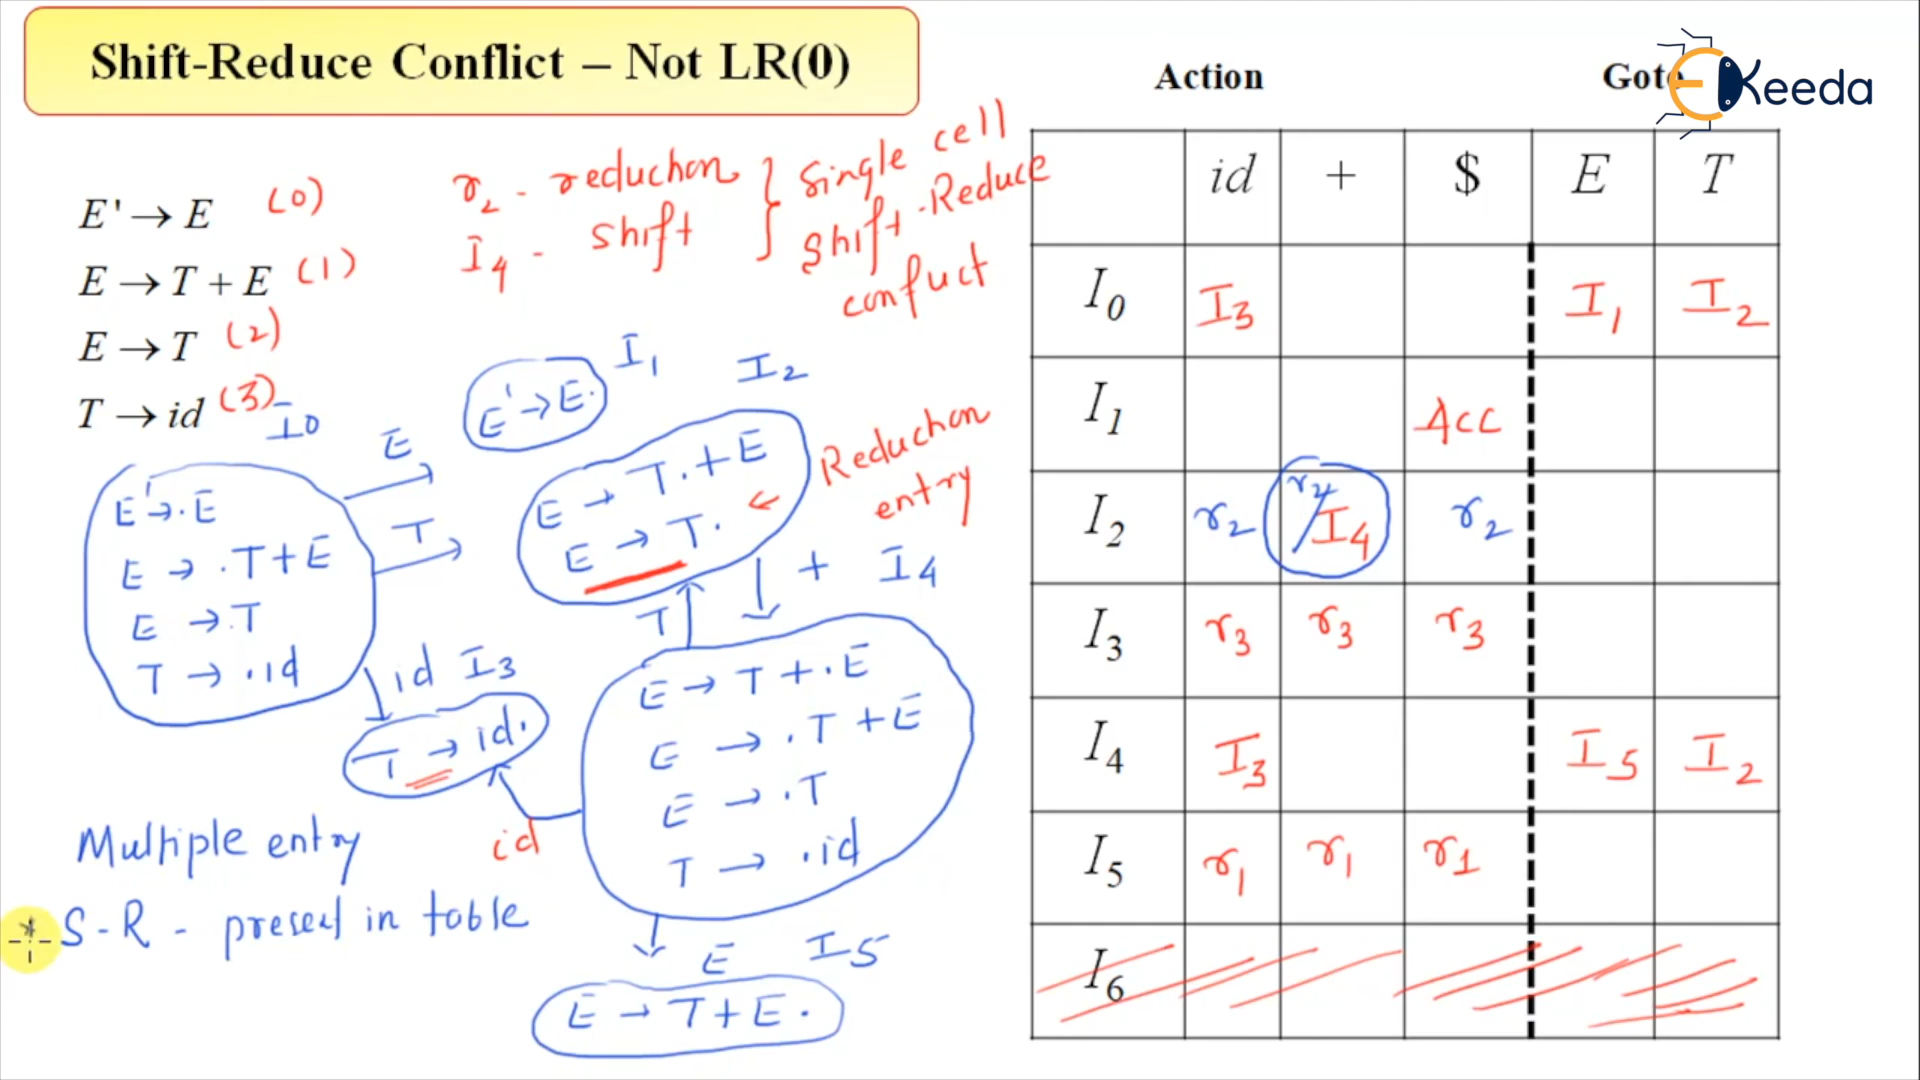 Shift-Reduce Conflict – Not LR(0)
E' → E (0)
E → T + E (1)
E → T (2)
T → id (3)
r2 - reduction
I4 - shift
Single cell
Shift-Reduce
conflict
I0
E' → .E
E → .T+E
E → .T
T → .id
E
T
I1
E' → E.
I2
E → T.+E
E → T.
Reduction
entry
id I3
T → id.
T
+ I4
E → T+.E
E → .T+E
E → .T
T → .id
id
E I5
E → T+E.
Multiple entry
* S-R - present in table
Action Goto
EKeeda
id + $ E T
I0 I3 I1 I2
I1 Acc
I2 r2 r2/I4 r2
I3 r3 r3 r3
I4 I3 I5 I2
I5 r1 r1 r1
I6